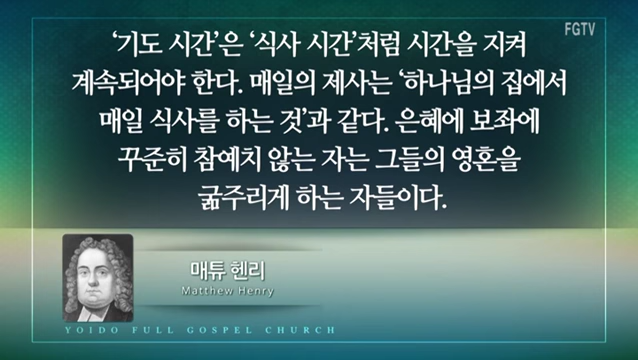 FGTV
‘기도 시간’은 ‘식사 시간’처럼 시간을 지켜
계속되어야 한다. 매일의 제사는 ‘하나님의 집에서
매일 식사를 하는 것’과 같다. 은혜에 보좌에
꾸준히 참예치 않는 자는 그들의 영혼을
굶주리게 하는 자들이다.
매튜 헨리
Matthew Henry
YOIDO FULL GOSPEL CHURCH